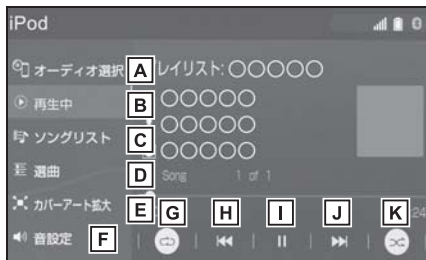 iPod
オーディオ選択 A レイリスト: ○○○○○
再生中 B ○○○○○
ソングリスト C ○○○○○
○○○○○
選曲 D Song 1 of 1
カバーアート拡大 E 24
音設定 F G H I J K